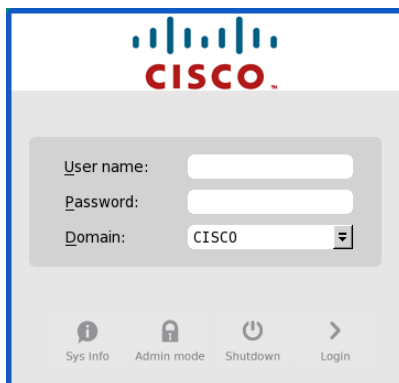 CISCO
User name:
Password:
Domain: CISCO
Sys Info Admin mode Shutdown Login